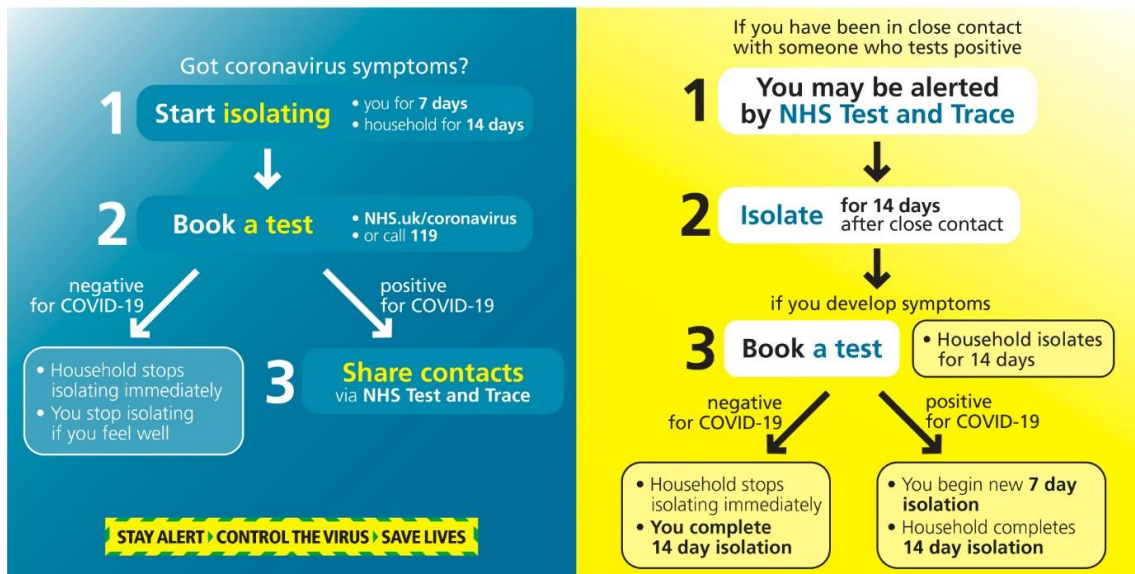 Got coronavirus symptoms?
1
Start isolating
• you for 7 days
• household for 14 days
2
Book a test
• NHS.uk/coronavirus
• or call 119
negative
for COVID-19
positive
for COVID-19
• Household stops
isolating immediately
• You stop isolating
if you feel well
3
Share contacts
via NHS Test and Trace
STAY ALERT CONTROL THE VIRUS SAVE LIVES
If you have been in close contact
with someone who tests positive
1
You may be alerted
by NHS Test and Trace
2
Isolate
for 14 days
after close contact
if you develop symptoms
3
Book a test
• Household isolates
for 14 days
negative
for COVID-19
positive
for COVID-19
• Household stops
isolating immediately
• You complete
14 day isolation
• You begin new 7 day
isolation
• Household completes
14 day isolation